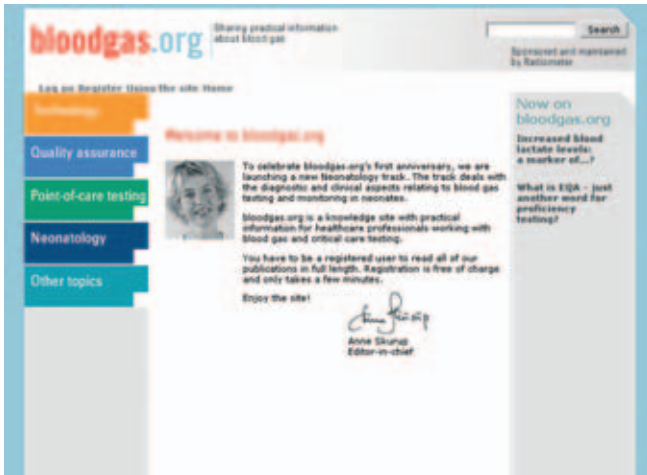 bloodgas.org
Sharing practical information
about blood gas
Search
Sponsored and maintained
by Radiometer
Log on Register Using the site Home
Technology
Quality assurance
Point-of-care testing
Neonatology
Other topics
Welcome to bloodgas.org
To celebrate bloodgas.org's first anniversary, we are
launching a new Neonatology track. The track deals with
the diagnostic and clinical aspects relating to blood gas
testing and monitoring in neonates.
bloodgas.org is a knowledge site with practical
information for healthcare professionals working with
blood gas and critical care testing.
You have to be a registered user to read all of our
publications in full length. Registration is free of charge
and only takes a few minutes.
Enjoy the site!
Anne Skurup
Editor-in-chief
Now on
bloodgas.org
Increased blood
lactate levels:
a marker of...?
What is EQA - just
another word for
proficiency
testing?